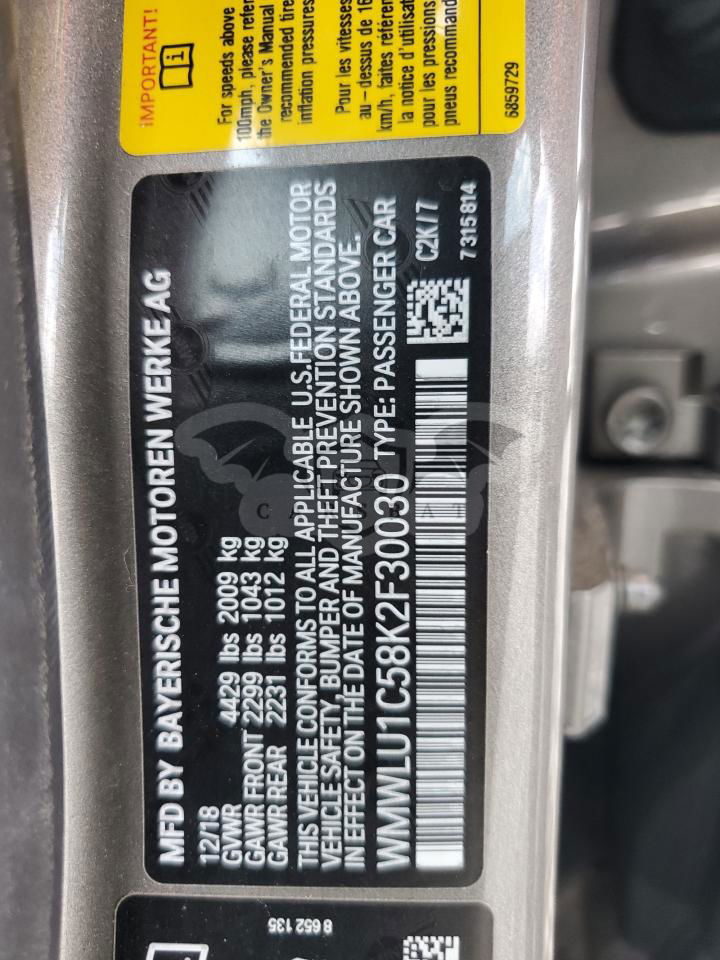 MFD BY BAYERISCHE MOTOREN WERKE AG
12/18
GVWR 4429 lbs 2009 kg
GAWR FRONT 2299 lbs 1043 kg
GAWR REAR 2231 lbs 1012 kg
THIS VEHICLE CONFORMS TO ALL APPLICABLE U.S. FEDERAL MOTOR
VEHICLE SAFETY, BUMPER AND THEFT PREVENTION STANDARDS
IN EFFECT ON THE DATE OF MANUFACTURE SHOWN ABOVE.
WMWLU1C58K2F30030 TYPE: PASSENGER CAR
C2K/7
7 315 814
IMPORTANT!
For speeds above
100mph, please refer
the Owner's Manual
recommended tire
inflation pressures
Pour les vitesses
au-dessus de 16
km/h, faites référen
la notice d'utilisat
pour les pressions
pneus recommand
6859729
8 652 135